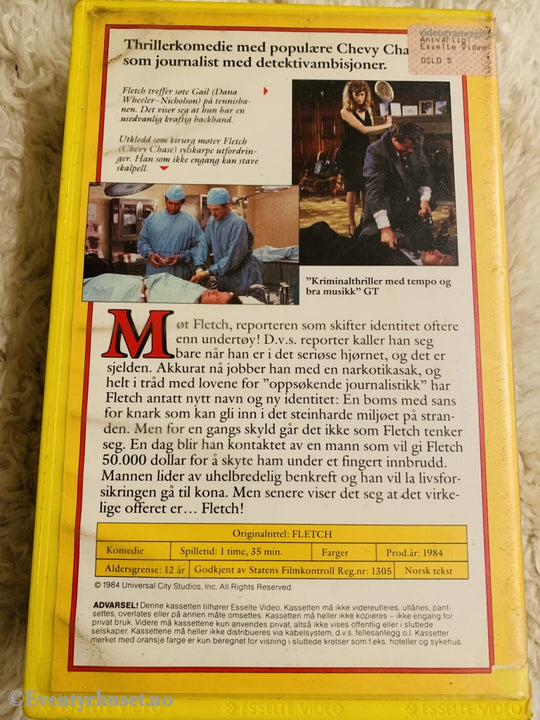 Thrillerkomedie med populære Chevy Cha
som journalist med detektivambisjoner.
videogramregis
Ansvarlig:
Esselte Video
OSLO 5
Fletch treffer søte Gail (Dana
Wheeler-Nicholson) på tennisba-
nen. Det viser seg at hun har en
usedvanlig kraftig backhand.
Utkledd som kirurg møter Fletch
(Chevy Chase) sylskarpe utfordrin-
ger. Han som ikke engang kan stave
skalpell.
"Kriminalthriller med tempo og
bra musikk" GT
Møt Fletch, reporteren som skifter identitet oftere
enn undertøy! D.v.s. reporter kaller han seg
bare når han er i det seriøse hjørnet, og det er
sjelden. Akkurat nå jobber han med en narkotikasak, og
helt i tråd med lovene for "oppsøkende journalistikk" har
Fletch antatt nytt navn og ny identitet: En boms med sans
for knark som kan gli inn i det steinharde miljøet på stran-
den. Men for en gangs skyld går det ikke som Fletch tenker
seg. En dag blir han kontaktet av en mann som vil gi Fletch
50.000 dollar for å skyte ham under et fingert innbrudd.
Mannen lider av uhelbredelig benkreft og han vil la livsfor-
sikringen gå til kona. Men senere viser det seg at det virke-
lige offeret er... Fletch!
Originaltittel: FLETCH
Komedie Spilletid: 1 time, 35 min. Farger Prod.år: 1984
Aldersgrense: 12 år Godkjent av Statens Filmkontroll Reg.nr: 1305 Norsk tekst
© 1984 Universal City Studios, Inc. All Rights Reserved.
ADVARSEL! Denne kassetten tilhører Esselte Video. Kassetten må ikke videreutleies, utlånes, pant-
settes, overlates eller på annen måte omsettes. Kassetten må heller ikke kopieres – ikke engang for
privat bruk. Videre må kassettene kun anvendes privat, altså ikke vises offentlig eller i sluttede
selskaper. Kassettene må heller ikke distribueres via kabelsystem, d.v.s. fellesanlegg o.l. Kassetter
merket med oransje farge er kun beregnet for visning i sluttede kretser som f.eks. hoteller og sykehus.
© Eventyrhuset.no
ESSELTE VIDEO
ESSELTE VIDEO